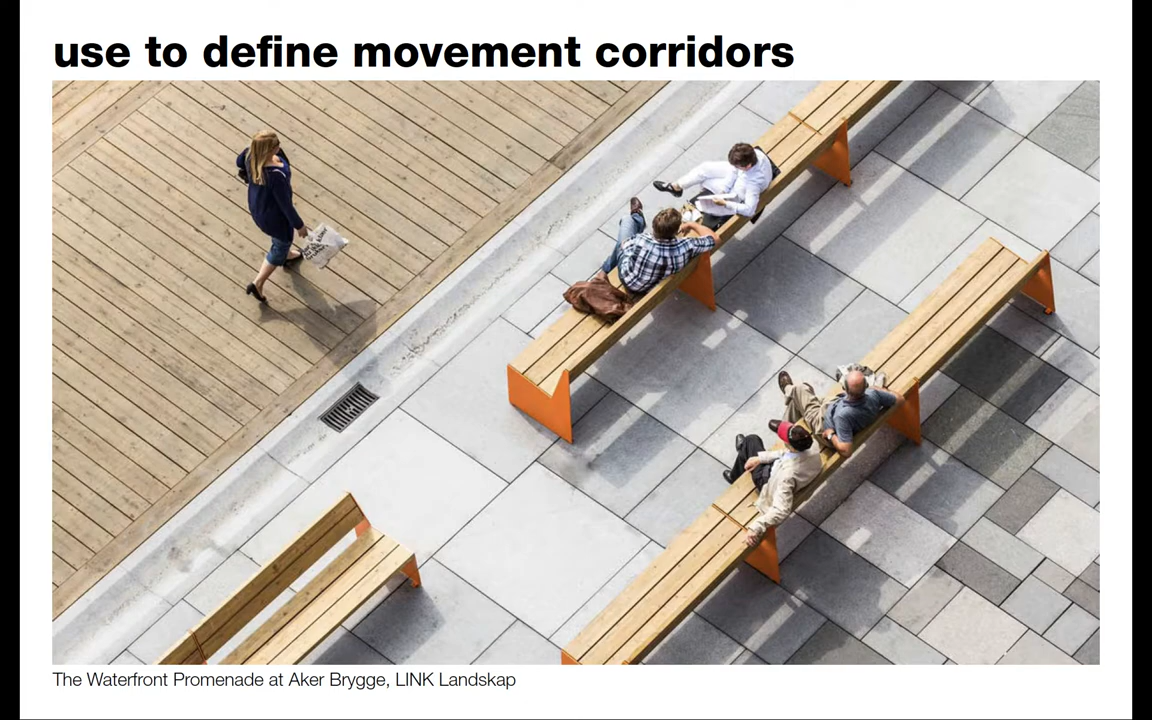 use to define movement corridors
The Waterfront Promenade at Aker Brygge, LINK Landskap